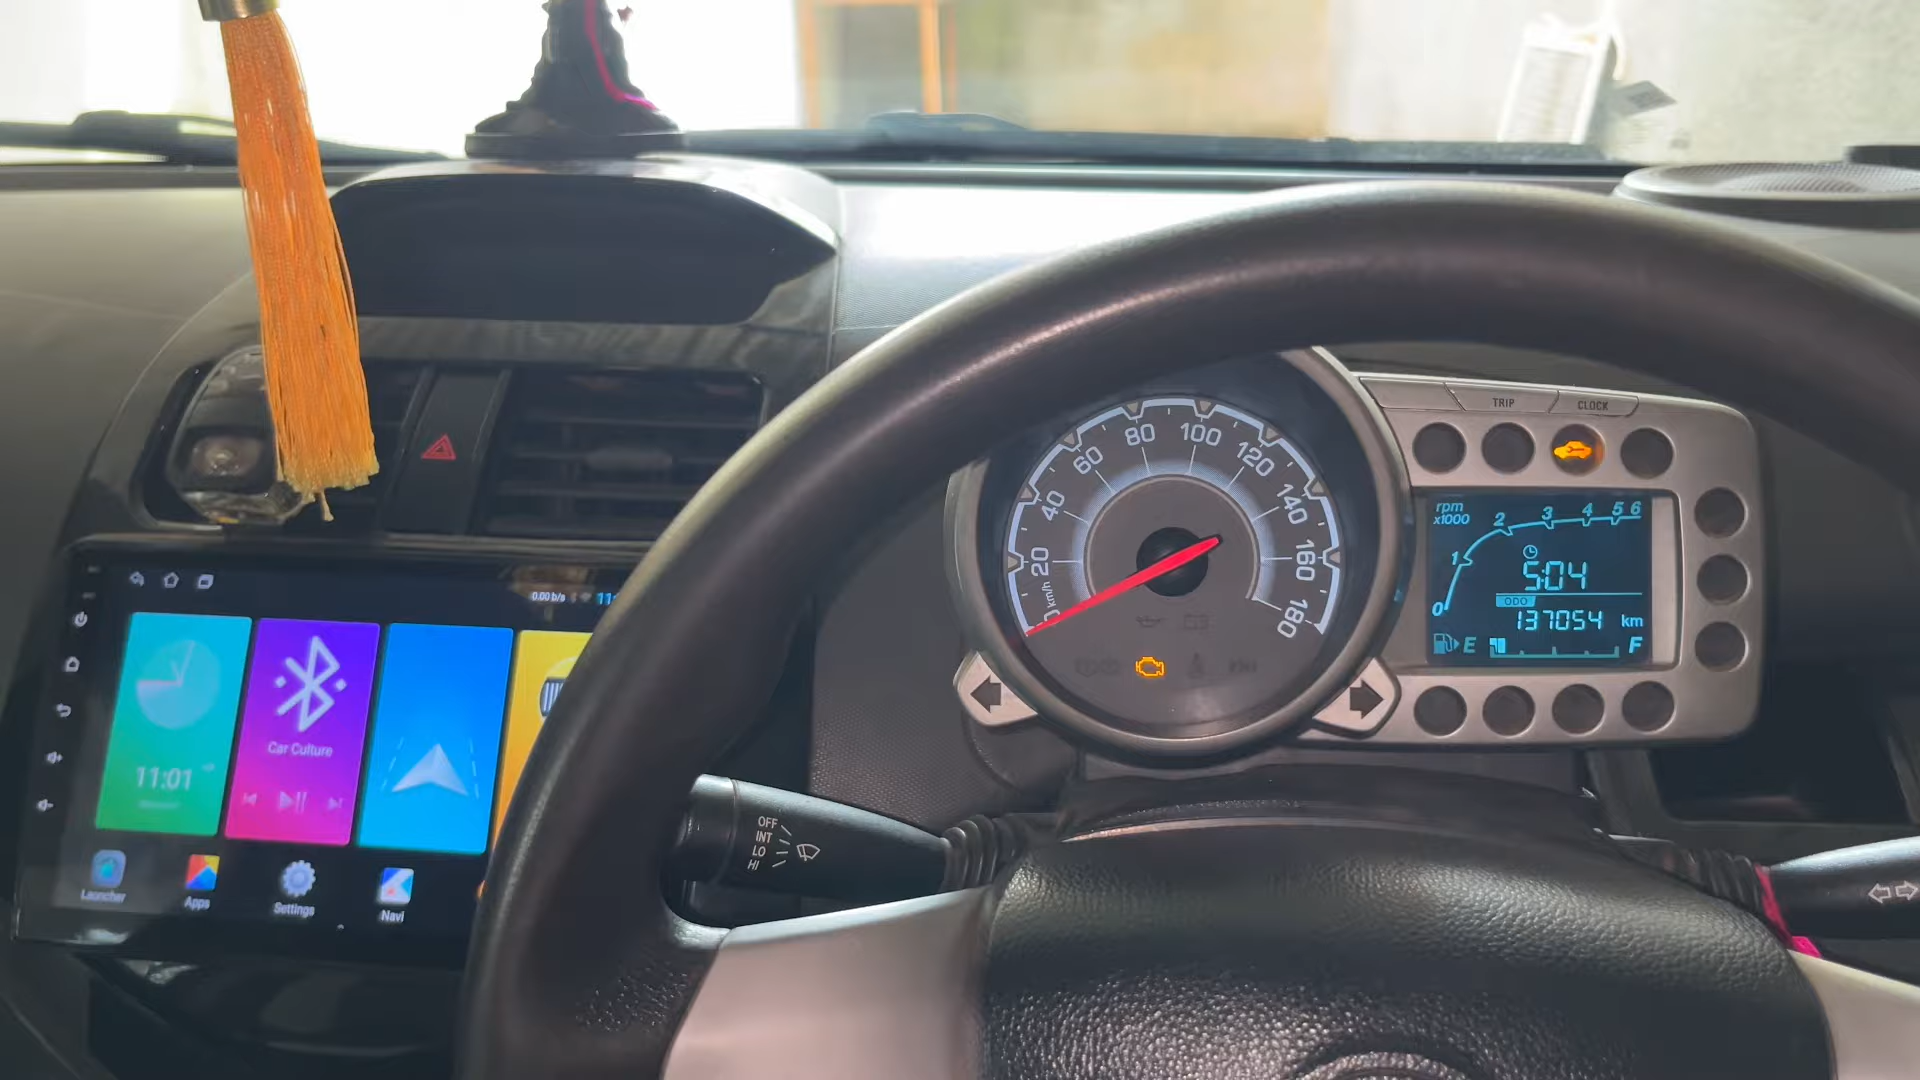 TRIP
CLOCK
rpm
x1000
0
1
2
3
4
5
6
5:04
ODO
137054 km
E
F
20
40
60
80
100
120
140
160
180
km/h
0.00 b/s
Car Culture
11:01
Launcher
Apps
Settings
Navi
OFF
INT
LO
HI